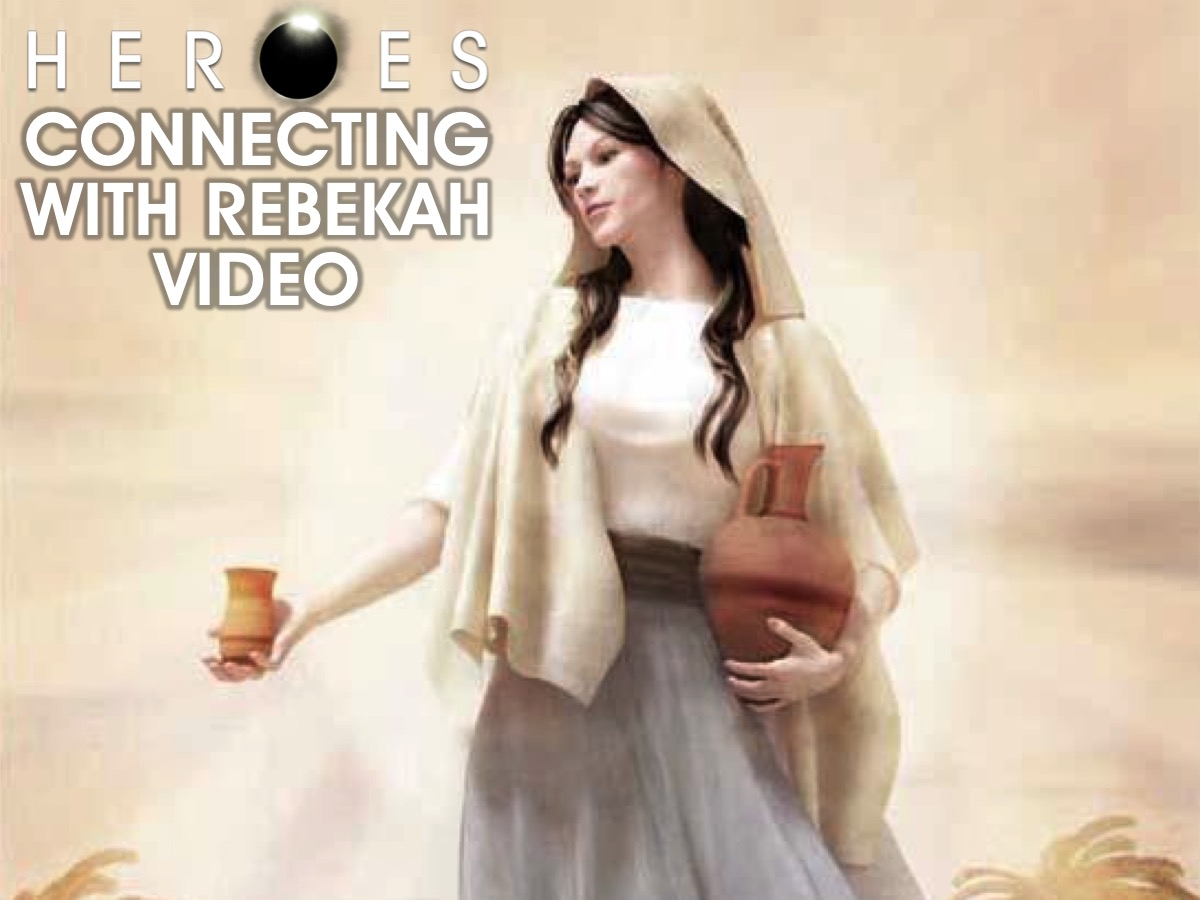 HEROES
CONNECTING
WITH REBEKAH
VIDEO